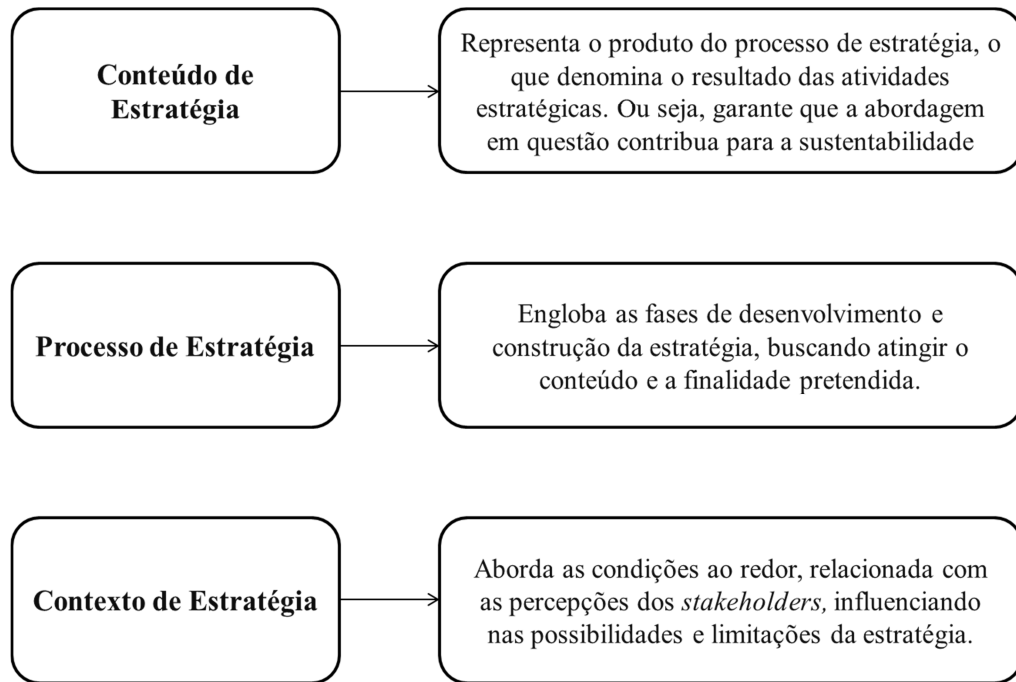 Conteúdo de
Estratégia
Representa o produto do processo de estratégia, o
que denomina o resultado das atividades
estratégicas. Ou seja, garante que a abordagem
em questão contribua para a sustentabilidade
Processo de Estratégia
Engloba as fases de desenvolvimento e
construção da estratégia, buscando atingir o
conteúdo e a finalidade pretendida.
Contexto de Estratégia
Aborda as condições ao redor, relacionada com
as percepções dos stakeholders, influenciando
nas possibilidades e limitações da estratégia.